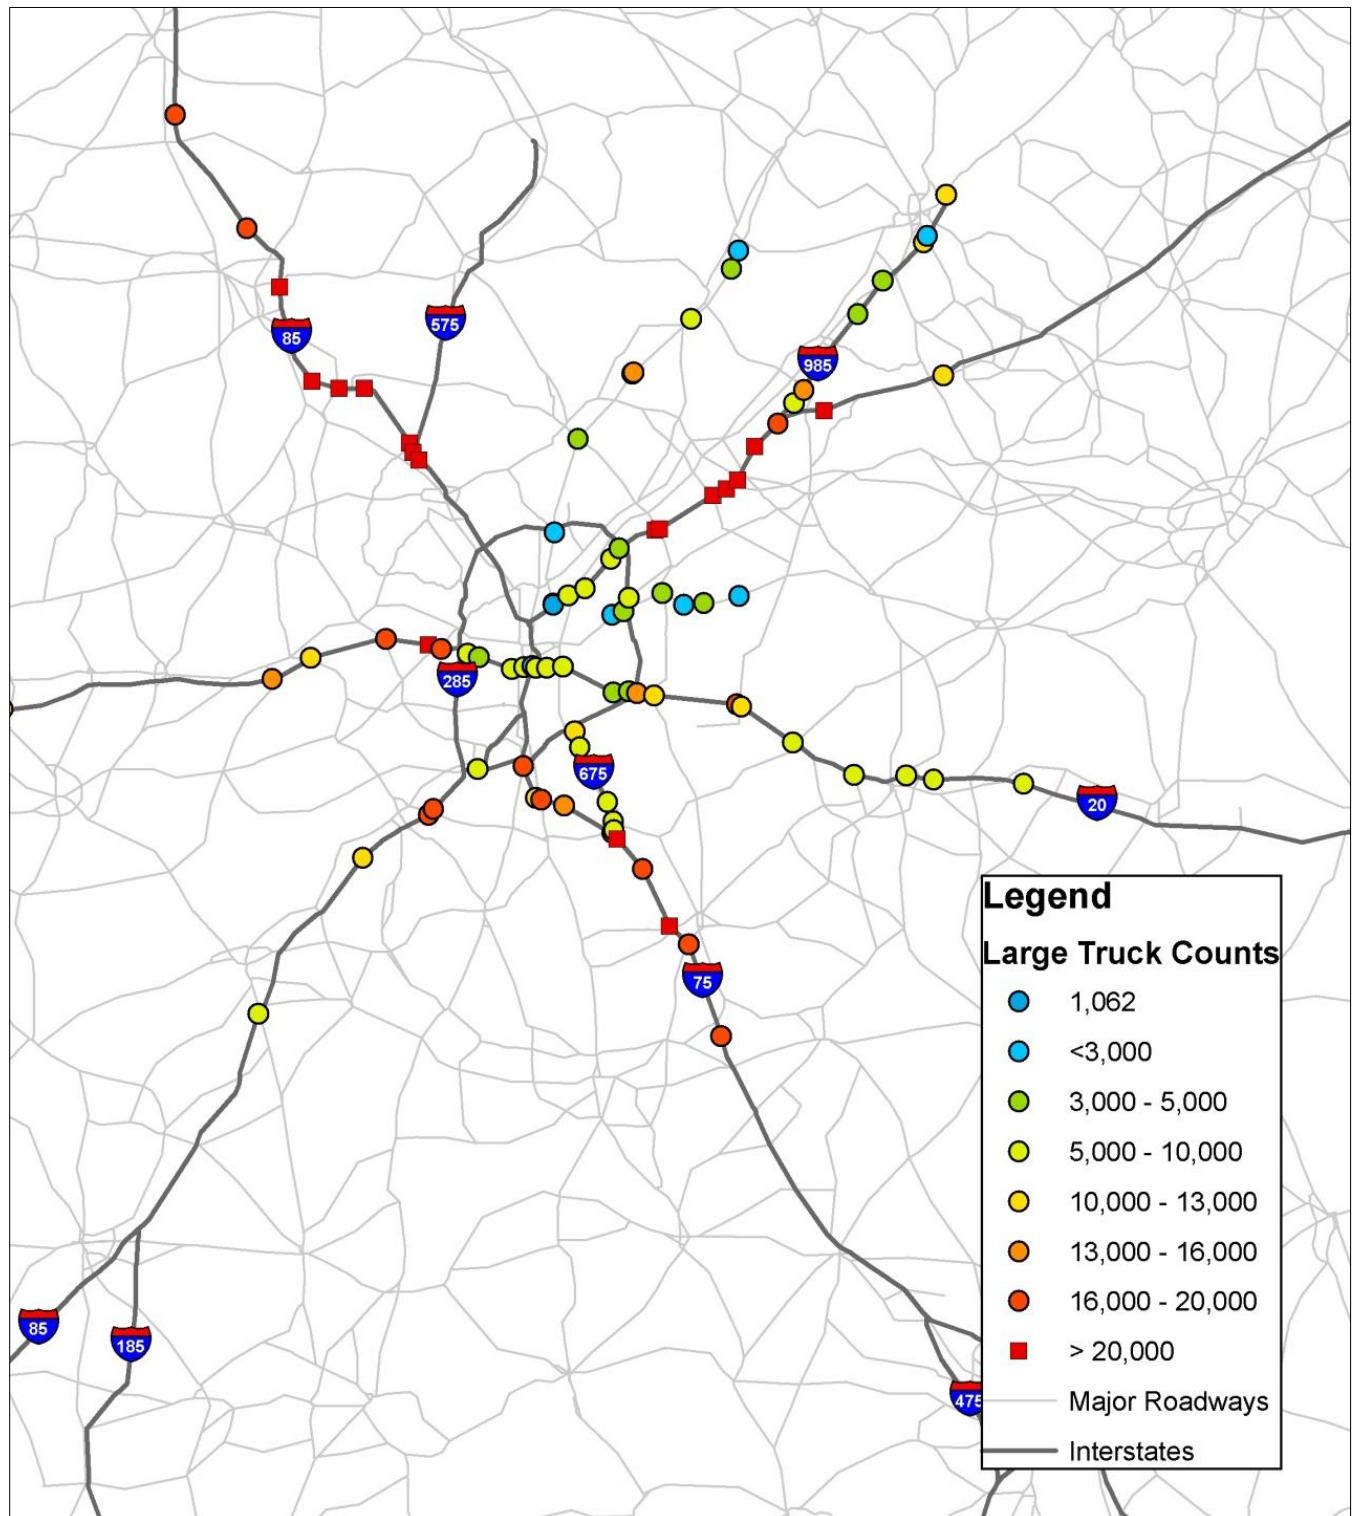 85
575
985
285
675
20
75
85
185
475
Legend
Large Truck Counts
1,062
<3,000
3,000 - 5,000
5,000 - 10,000
10,000 - 13,000
13,000 - 16,000
16,000 - 20,000
> 20,000
Major Roadways
Interstates